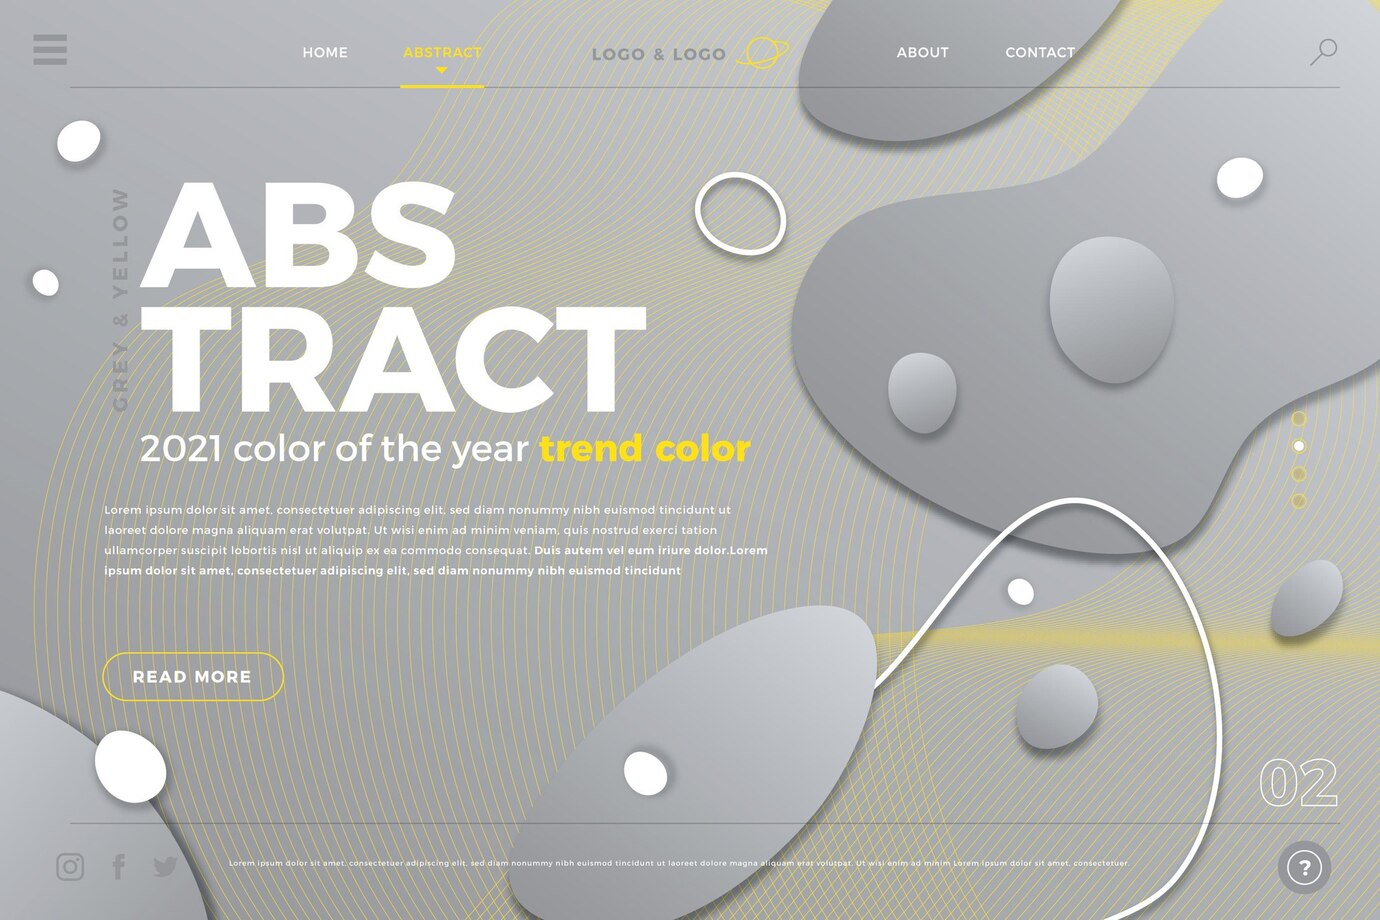 HOME
ABSTRACT
LOGO & LOGO
ABOUT
CONTACT
GREY & YELLOW
ABS
TRACT
2021 color of the year trend color
Lorem ipsum dolor sit amet, consectetuer adipiscing elit, sed diam nonummy nibh euismod tincidunt ut
laoreet dolore magna aliquam erat volutpat. Ut wisi enim ad minim veniam, quis nostrud exerci tation
ullamcorper suscipit lobortis nisl ut aliquip ex ea commodo consequat. Duis autem vel eum iriure dolor.Lorem
ipsum dolor sit amet, consectetuer adipiscing elit, sed diam nonummy nibh euismod tincidunt
READ MORE
02
Lorem ipsum dolor sit amet, consectetuer adipiscing elit, sed diam nonummy nibh euismod tincidunt ut laoreet dolore magna aliquam erat volutpat. Ut wisi enim Lorem ipsum dolor sit amet, consectetuer.
?